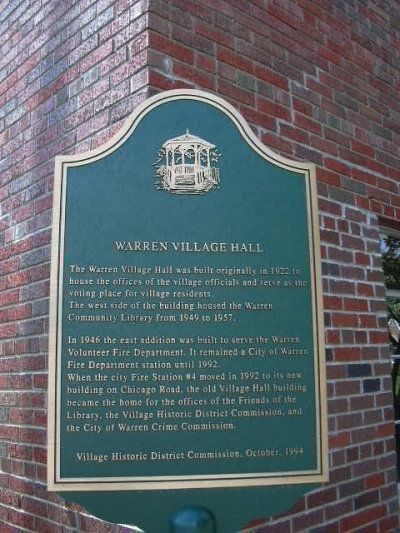 WARREN VILLAGE HALL
The Warren Village Hall was built originally in 1922 to
house the offices of the village officials and serve as the
voting place for village residents.
The west side of the building housed the Warren
Community Library from 1949 to 1957.
In 1946 the east addition was built to serve the Warren
Volunteer Fire Department. It remained a City of Warren
Fire Department station until 1992.
When the city Fire Station #4 moved in 1992 to its new
building on Chicago Road, the old Village Hall building
became the home for the offices of the Friends of the
Library, the Village Historic District Commission, and
the City of Warren Crime Commission.
Village Historic District Commission, October, 1994